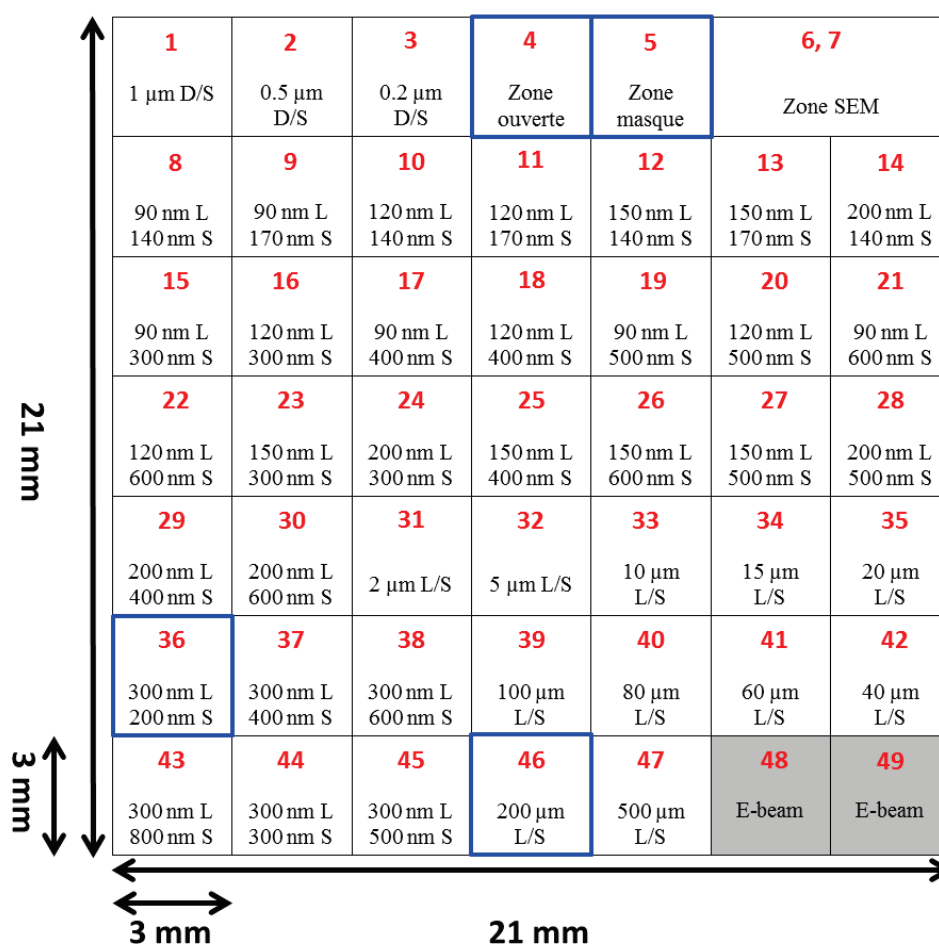 1
1 µm D/S
2
0.5 µm
D/S
3
0.2 µm
D/S
4
Zone
ouverte
5
Zone
masque
6, 7
Zone SEM
8
90 nm L
140 nm S
9
90 nm L
170 nm S
10
120 nm L
140 nm S
11
120 nm L
170 nm S
12
150 nm L
140 nm S
13
150 nm L
170 nm S
14
200 nm L
140 nm S
15
90 nm L
300 nm S
16
120 nm L
300 nm S
17
90 nm L
400 nm S
18
120 nm L
400 nm S
19
90 nm L
500 nm S
20
120 nm L
500 nm S
21
90 nm L
600 nm S
22
120 nm L
600 nm S
23
150 nm L
300 nm S
24
200 nm L
300 nm S
25
150 nm L
400 nm S
26
150 nm L
600 nm S
27
150 nm L
500 nm S
28
200 nm L
500 nm S
29
200 nm L
400 nm S
30
200 nm L
600 nm S
31
2 µm L/S
32
5 µm L/S
33
10 µm
L/S
34
15 µm
L/S
35
20 µm
L/S
36
300 nm L
200 nm S
37
300 nm L
400 nm S
38
300 nm L
600 nm S
39
100 µm
L/S
40
80 µm
L/S
41
60 µm
L/S
42
40 µm
L/S
43
300 nm L
800 nm S
44
300 nm L
300 nm S
45
300 nm L
500 nm S
46
200 µm
L/S
47
500 µm
L/S
48
E-beam
49
E-beam
21 mm
3 mm
3 mm
21 mm